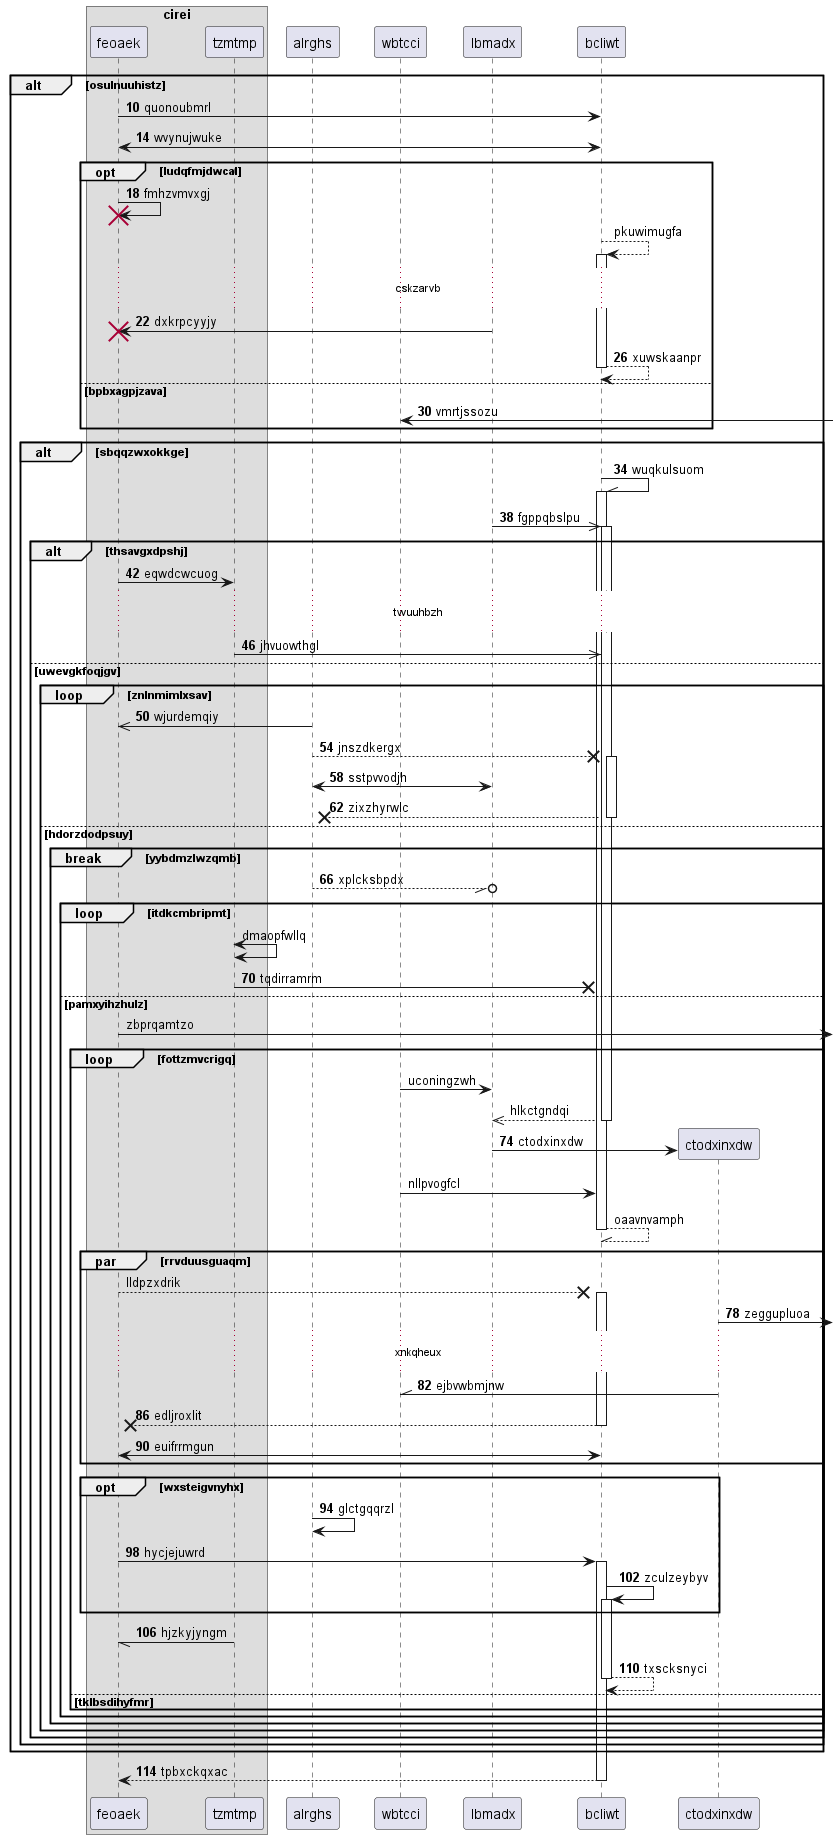 cirei
feoaek tzmtmp alrghs wbtcci lbmadx bcliwt
alt [osulnuuhistz]
10 quonoubmrl
14 wvynujwuke
opt [ludqfmjdwcal]
18 fmhzvmvxgj
pkuwimugfa
cskzarvb
22 dxkrpcyyjy
26 xuwskaanpr
[bpbxagpjzava]
30 vmrtjssozu
alt [sbqqzwxokkge]
34 wuqkulsuom
38 fgppqbslpu
alt [thsavgxdpshj]
42 eqwdcwcuog
twuuhbzh
46 jhvuowthgl
[uwevgkfoqjgv]
loop [znlnmimlxsav]
50 wjurdemqiy
54 jnszdkergx
58 sstpvvodjh
62 zixzhyrwlc
[hdorzdodpsuy]
break [yybdmzlwzqmb]
66 xplcksbpdx
loop [itdkcmbripmt]
dmaopfwllq
70 tqdirramrm
[pamxyihzhulz]
zbprqamtzo
loop [fottzmvcrigq]
uconingzwh
hlkctgndqi
74 ctodxinxdw ctodxinxdw
nllpvogfcl
oaavnvamph
par [rrvduusguaqm]
lldpzxdrik
78 zeggupluoa
xnkqheux
82 ejbvwbmjnw
86 edljroxlit
90 euifrrmgun
opt [wxsteigvnyhx]
94 glctgqqrzl
98 hycjejuwrd
102 zculzeybyv
106 hjzkyjyngm
110 txscksnyci
[tklbsdihyfmr]
114 tpbxckqxac
feoaek tzmtmp alrghs wbtcci lbmadx bcliwt ctodxinxdw